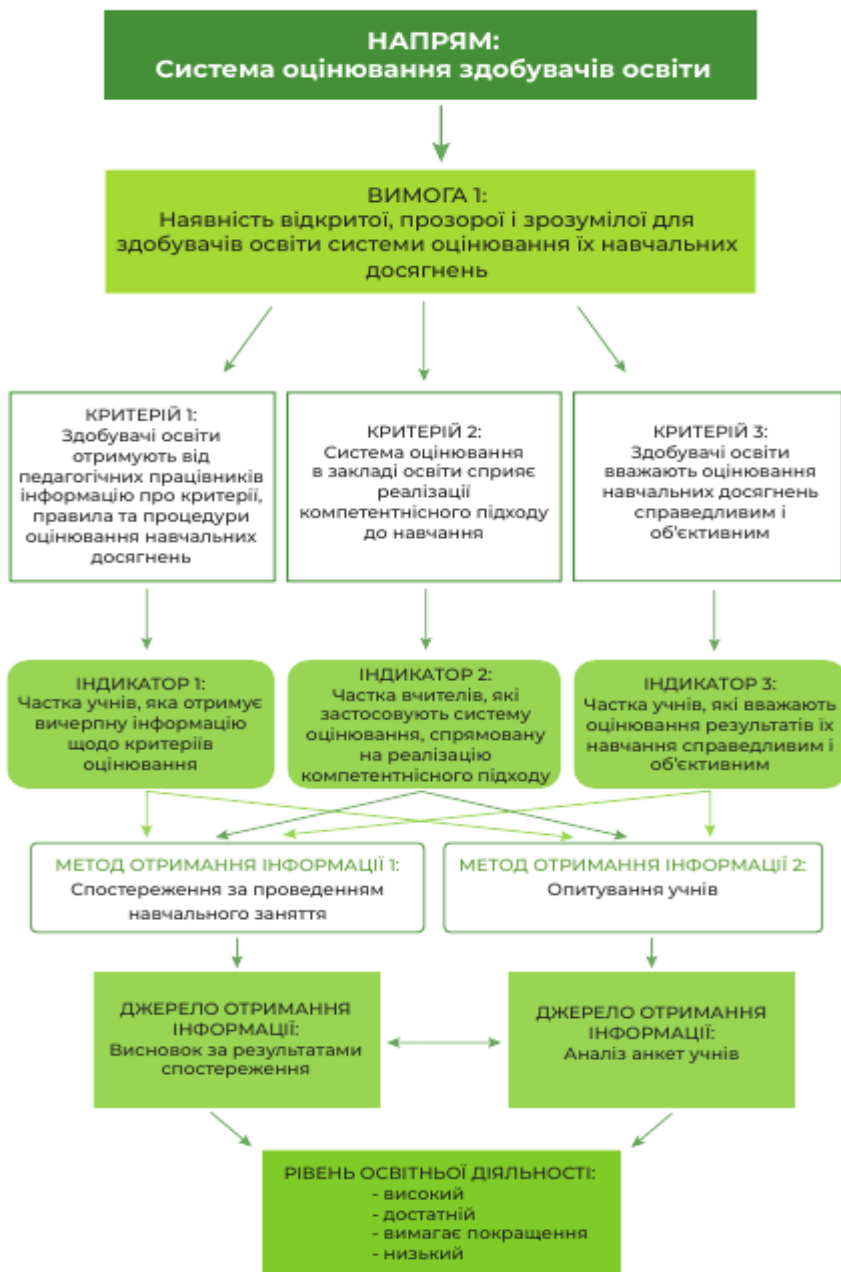 НАПРЯМ:
Система оцінювання здобувачів освіти
ВИМОГА 1:
Наявність відкритої, прозорої і зрозумілої для
здобувачів освіти системи оцінювання їх навчальних
досягнень
КРИТЕРІЙ 1:
Здобувачі освіти
отримують від
педагогічних працівників
інформацію про критерії,
правила та процедури
оцінювання навчальних
досягнень
КРИТЕРІЙ 2:
Система оцінювання
в закладі освіти сприяє
реалізації
компетентнісного підходу
до навчання
КРИТЕРІЙ 3:
Здобувачі освіти
вважають оцінювання
навчальних досягнень
справедливим і
об'єктивним
ІНДИКАТОР 1:
Частка учнів, яка отримує
вичерпну інформацію
щодо критеріїв
оцінювання
ІНДИКАТОР 2:
Частка вчителів, які
застосовують систему
оцінювання, спрямовану
на реалізацію
компетентнісного підходу
ІНДИКАТОР 3:
Частка учнів, які вважають
оцінювання результатів їх
навчання справедливим і
об'єктивним
МЕТОД ОТРИМАННЯ ІНФОРМАЦІЇ 1:
Спостереження за проведенням
навчального заняття
МЕТОД ОТРИМАННЯ ІНФОРМАЦІЇ 2:
Опитування учнів
ДЖЕРЕЛО ОТРИМАННЯ
ІНФОРМАЦІЇ:
Висновок за результатами
спостереження
ДЖЕРЕЛО ОТРИМАННЯ
ІНФОРМАЦІЇ:
Аналіз анкет учнів
РІВЕНЬ ОСВІТНЬОЇ ДІЯЛЬНОСТІ:
- високий
- достатній
- вимагає покращення
- низький